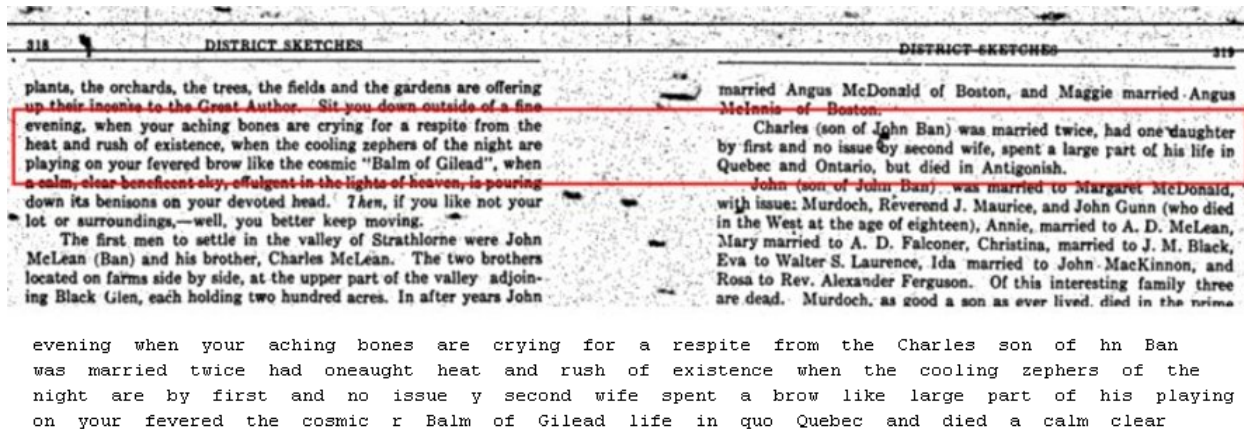 318 DISTRICT SKETCHES
plants, the orchards, the trees, the fields and the gardens are offering
up their incense to the Great Author. Sit you down outside of a fine
evening, when your aching bones are crying for a respite from the
heat and rush of existence, when the cooling zephers of the night are
playing on your fevered brow like the cosmic "Balm of Gilead", when
a calm, clear beneficent sky, effulgent in the lights of heaven, is pouring
down its benisons on your devoted head. Then, if you like not your
lot or surroundings,—well, you better keep moving.
The first men to settle in the valley of Strathlorne were John
McLean (Ban) and his brother, Charles McLean. The two brothers
located on farms side by side, at the upper part of the valley adjoin-
ing Black Glen, each holding two hundred acres. In after years John
DISTRICT SKETCHES 319
married Angus McDonald of Boston, and Maggie married Angus
McInnis of Boston.
Charles (son of John Ban) was married twice, had one daughter
by first and no issue by second wife, spent a large part of his life in
Quebec and Ontario, but died in Antigonish.
John (son of John Ban) was married to Margaret McDonald,
with issue: Murdoch, Reverend J. Maurice, and John Gunn (who died
in the West at the age of eighteen), Annie, married to A. D. McLean,
Mary married to A. D. Falconer, Christina, married to J. M. Black,
Eva to Walter S. Laurence, Ida married to John MacKinnon, and
Rosa to Rev. Alexander Ferguson. Of this interesting family three
are dead. Murdoch, as good a son as ever lived, died in the prime
evening when your aching bones are crying for a respite from the Charles son of hn Ban
was married twice had oneaught heat and rush of existence when the cooling zephers of the
night are by first and no issue y second wife spent a brow like large part of his playing
on your fevered the cosmic r Balm of Gilead life in quo Quebec and died a calm clear